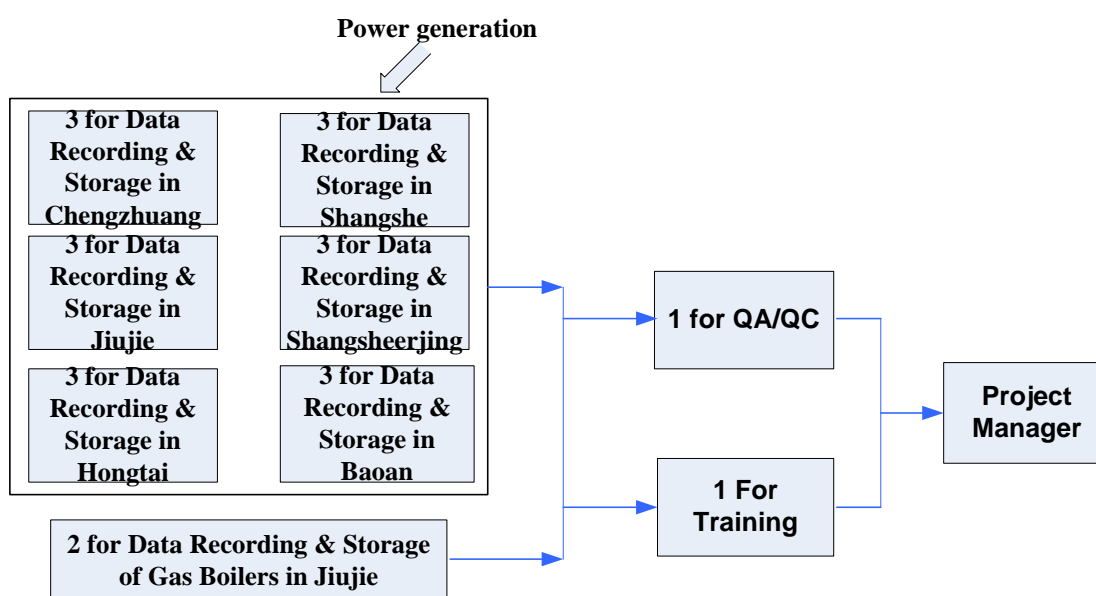 Power generation
3 for Data
Recording &
Storage in
Chengzhuang
3 for Data
Recording &
Storage in
Shangshe
3 for Data
Recording &
Storage in
Jiujie
3 for Data
Recording &
Storage in
Shangsheerjing
3 for Data
Recording &
Storage in
Hongtai
3 for Data
Recording &
Storage in
Baoan
2 for Data Recording & Storage
of Gas Boilers in Jiujie
1 for QA/QC
1 For
Training
Project
Manager